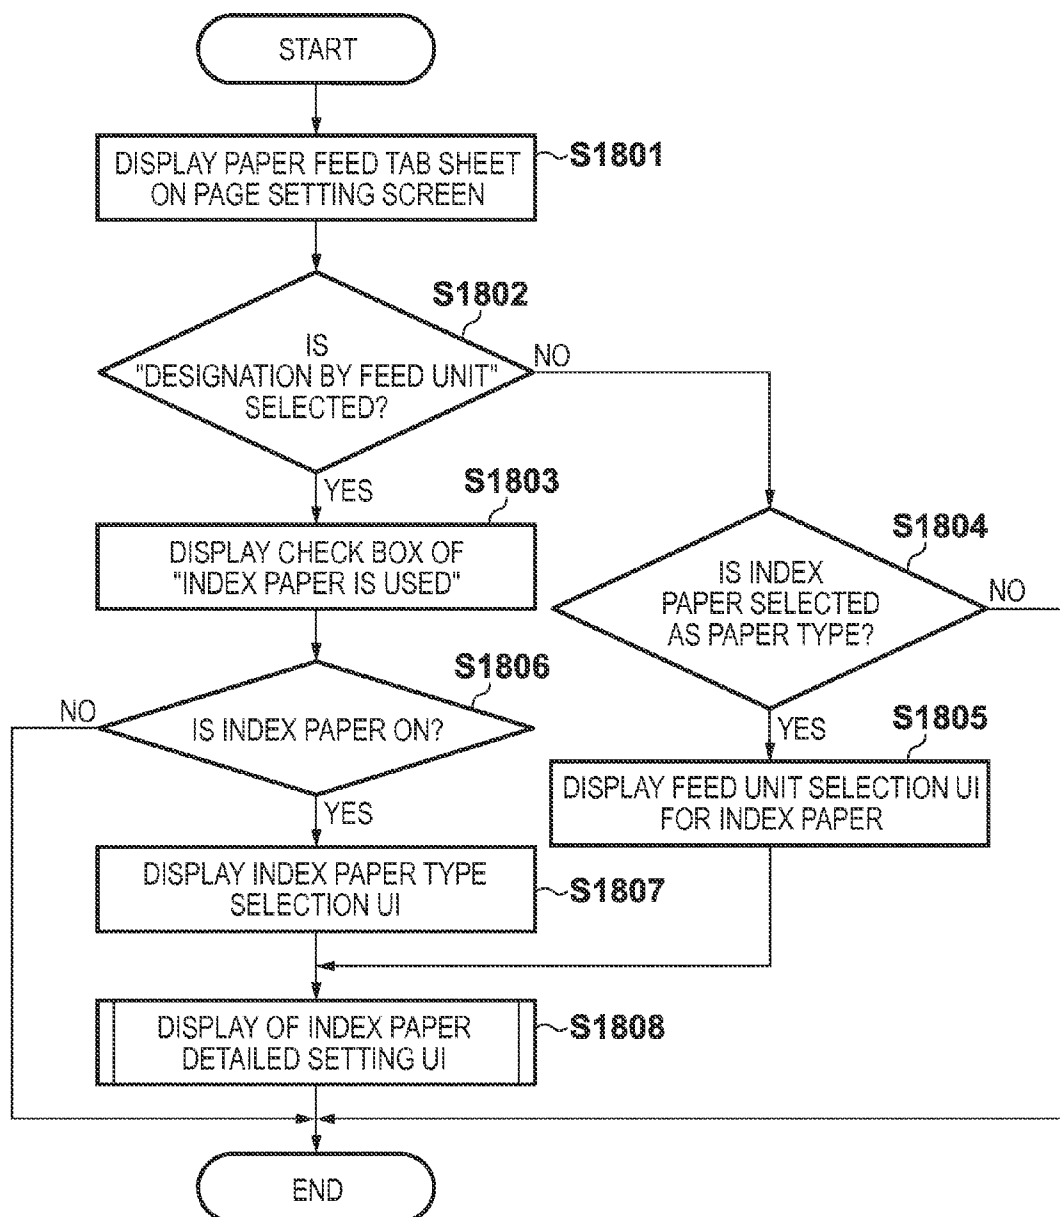 START
DISPLAY PAPER FEED TAB SHEET
ON PAGE SETTING SCREEN
S1801
S1802
IS
"DESIGNATION BY FEED UNIT"
SELECTED?
NO
YES
S1803
DISPLAY CHECK BOX OF
"INDEX PAPER IS USED"
S1804
IS INDEX
PAPER SELECTED
AS PAPER TYPE?
NO
YES
S1806
NO
IS INDEX PAPER ON?
YES
S1805
DISPLAY FEED UNIT SELECTION UI
FOR INDEX PAPER
DISPLAY INDEX PAPER TYPE
SELECTION UI
S1807
DISPLAY OF INDEX PAPER
DETAILED SETTING UI
S1808
END